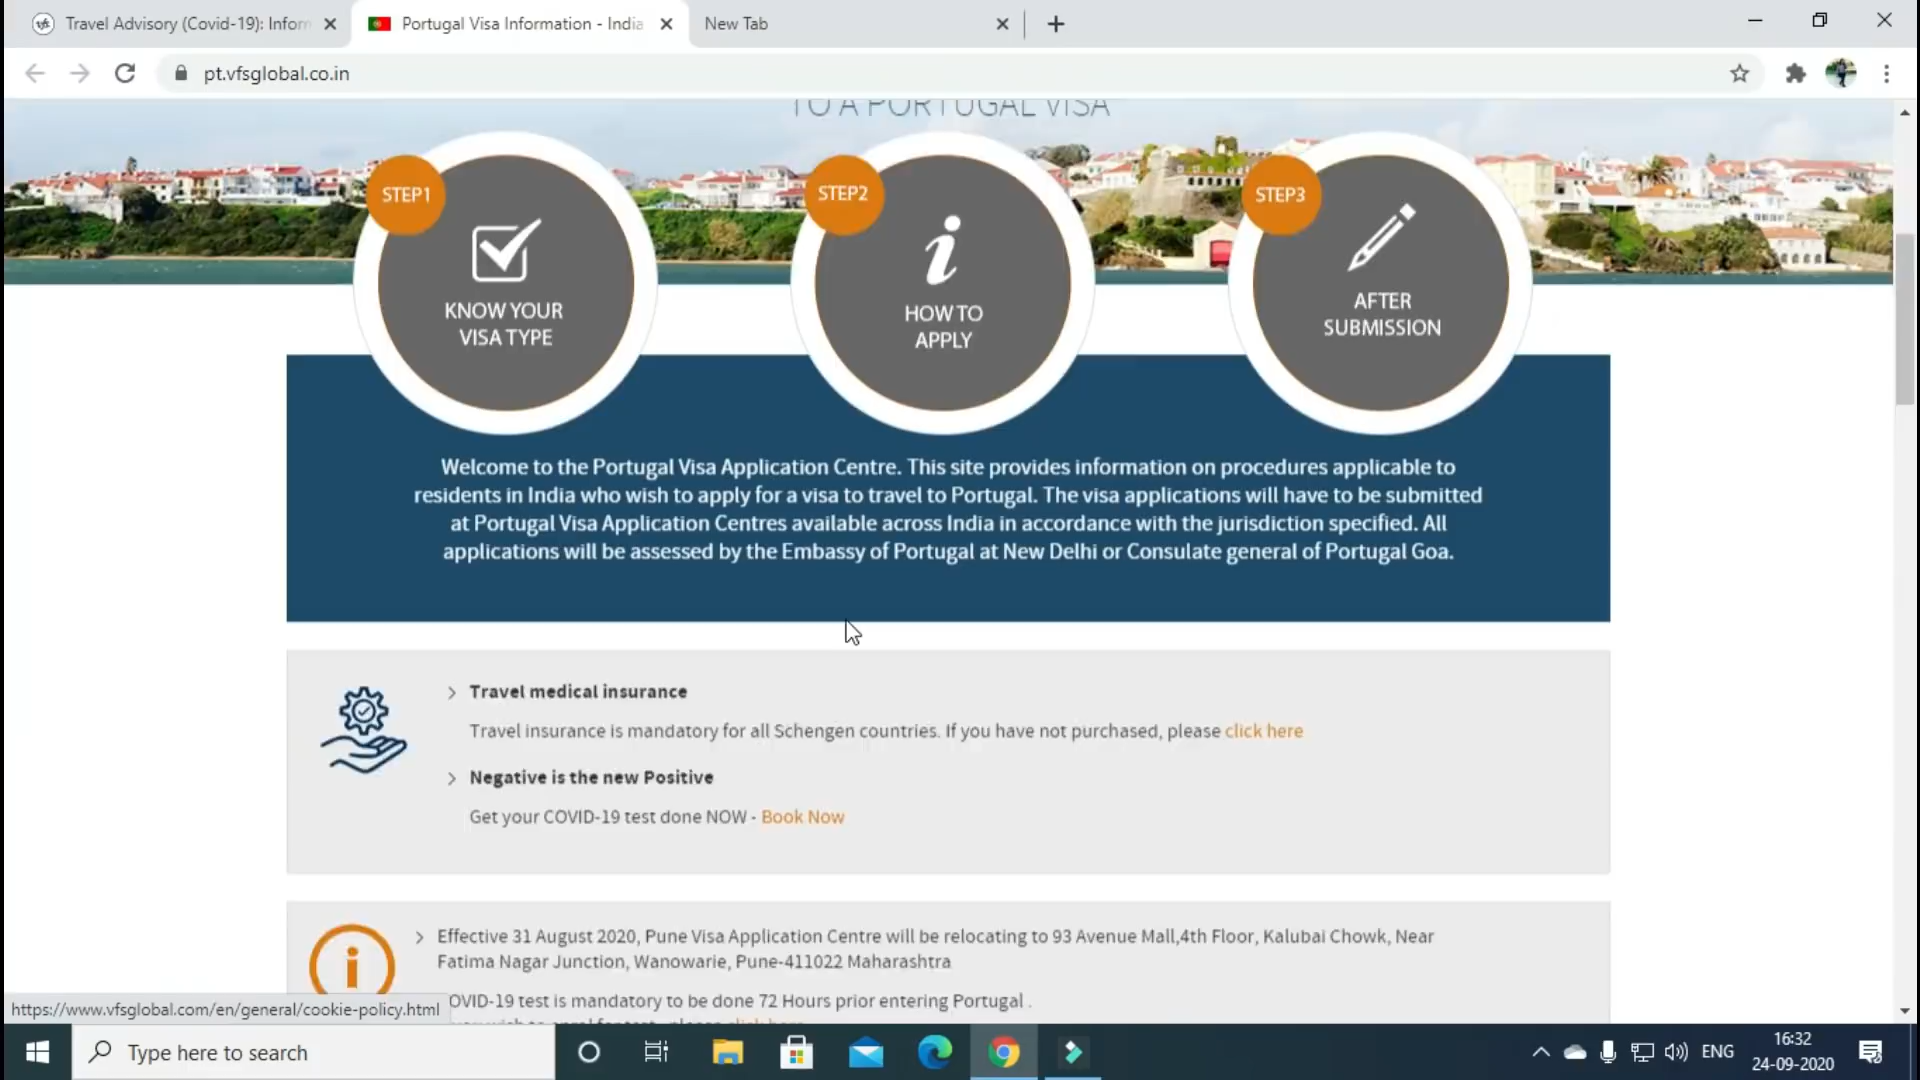 Travel Advisory (Covid-19): Inform
Portugal Visa Information - India
New Tab
pt.vfsglobal.co.in
TO A PORTUGAL VISA
STEP1
KNOW YOUR
VISA TYPE
STEP2
HOW TO
APPLY
STEP3
AFTER
SUBMISSION
Welcome to the Portugal Visa Application Centre. This site provides information on procedures applicable to
residents in India who wish to apply for a visa to travel to Portugal. The visa applications will have to be submitted
at Portugal Visa Application Centres available across India in accordance with the jurisdiction specified. All
applications will be assessed by the Embassy of Portugal at New Delhi or Consulate general of Portugal Goa.
Travel medical insurance
Travel insurance is mandatory for all Schengen countries. If you have not purchased, please click here
Negative is the new Positive
Get your COVID-19 test done NOW - Book Now
Effective 31 August 2020, Pune Visa Application Centre will be relocating to 93 Avenue Mall,4th Floor, Kalubai Chowk, Near
Fatima Nagar Junction, Wanowarie, Pune-411022 Maharashtra
OVID-19 test is mandatory to be done 72 Hours prior entering Portugal .
https://www.vfsglobal.com/en/general/cookie-policy.html
Type here to search
ENG
16:32
24-09-2020